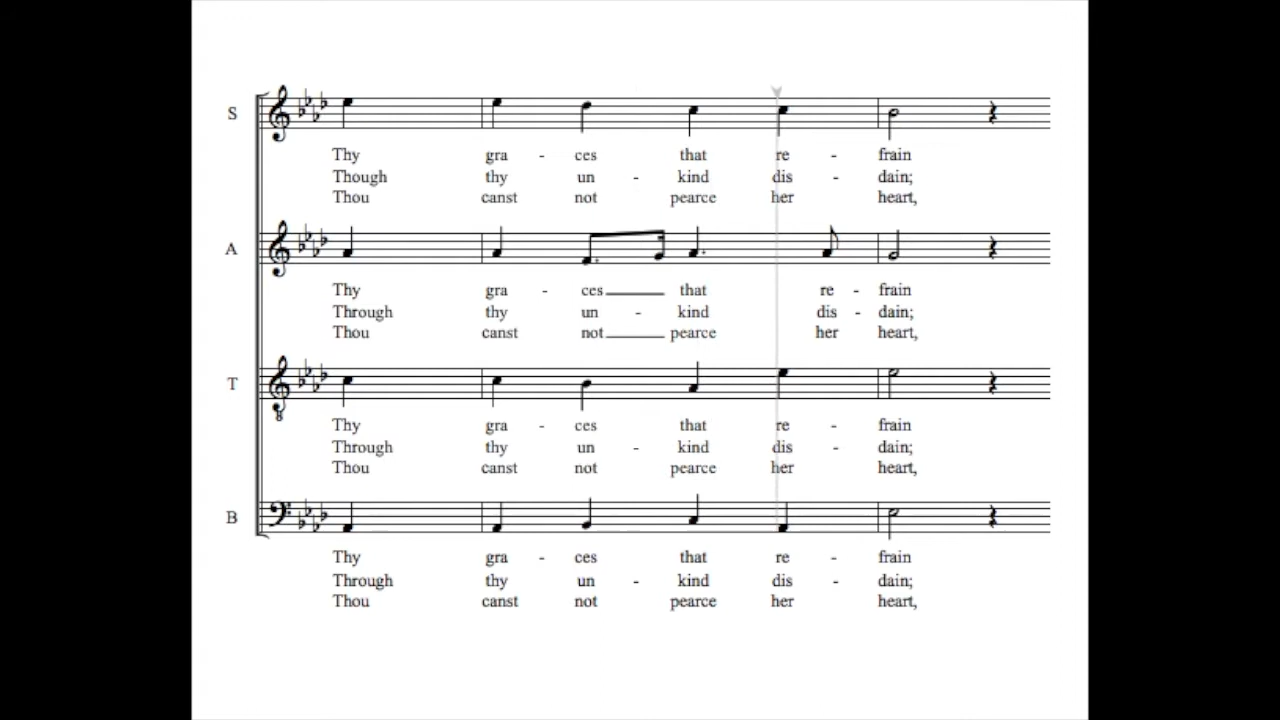 S
Thy gra - ces that re - frain
Though thy un - kind dis - dain;
Thou canst not pearce her heart,
A
Thy gra - ces that re - frain
Through thy un - kind dis - dain;
Thou canst not pearce her heart,
T
8
Thy gra - ces that re - frain
Through thy un - kind dis - dain;
Thou canst not pearce her heart,
B
Thy gra - ces that re - frain
Through thy un - kind dis - dain;
Thou canst not pearce her heart,